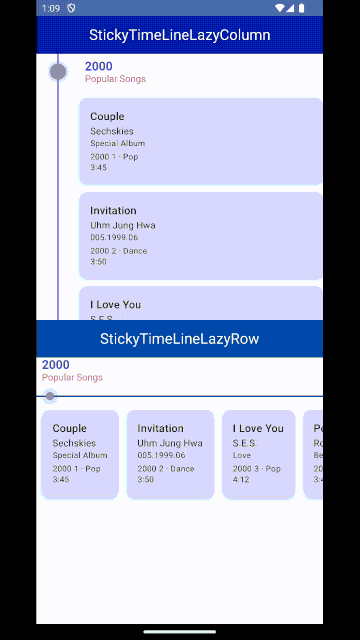 1:09
StickyTimeLineLazyColumn
2000
Popular Songs
Couple
Sechskies
Special Album
2000 1 · Pop
3:45
Invitation
Uhm Jung Hwa
005.1999.06
2000 2 · Dance
3:50
I Love You
S.E.S.
StickyTimeLineLazyRow
2000
Popular Songs
Couple
Sechskies
Special Album
2000 1 · Pop
3:45
Invitation
Uhm Jung Hwa
005.1999.06
2000 2 · Dance
3:50
I Love You
S.E.S.
Love
2000 3 · Pop
4:12